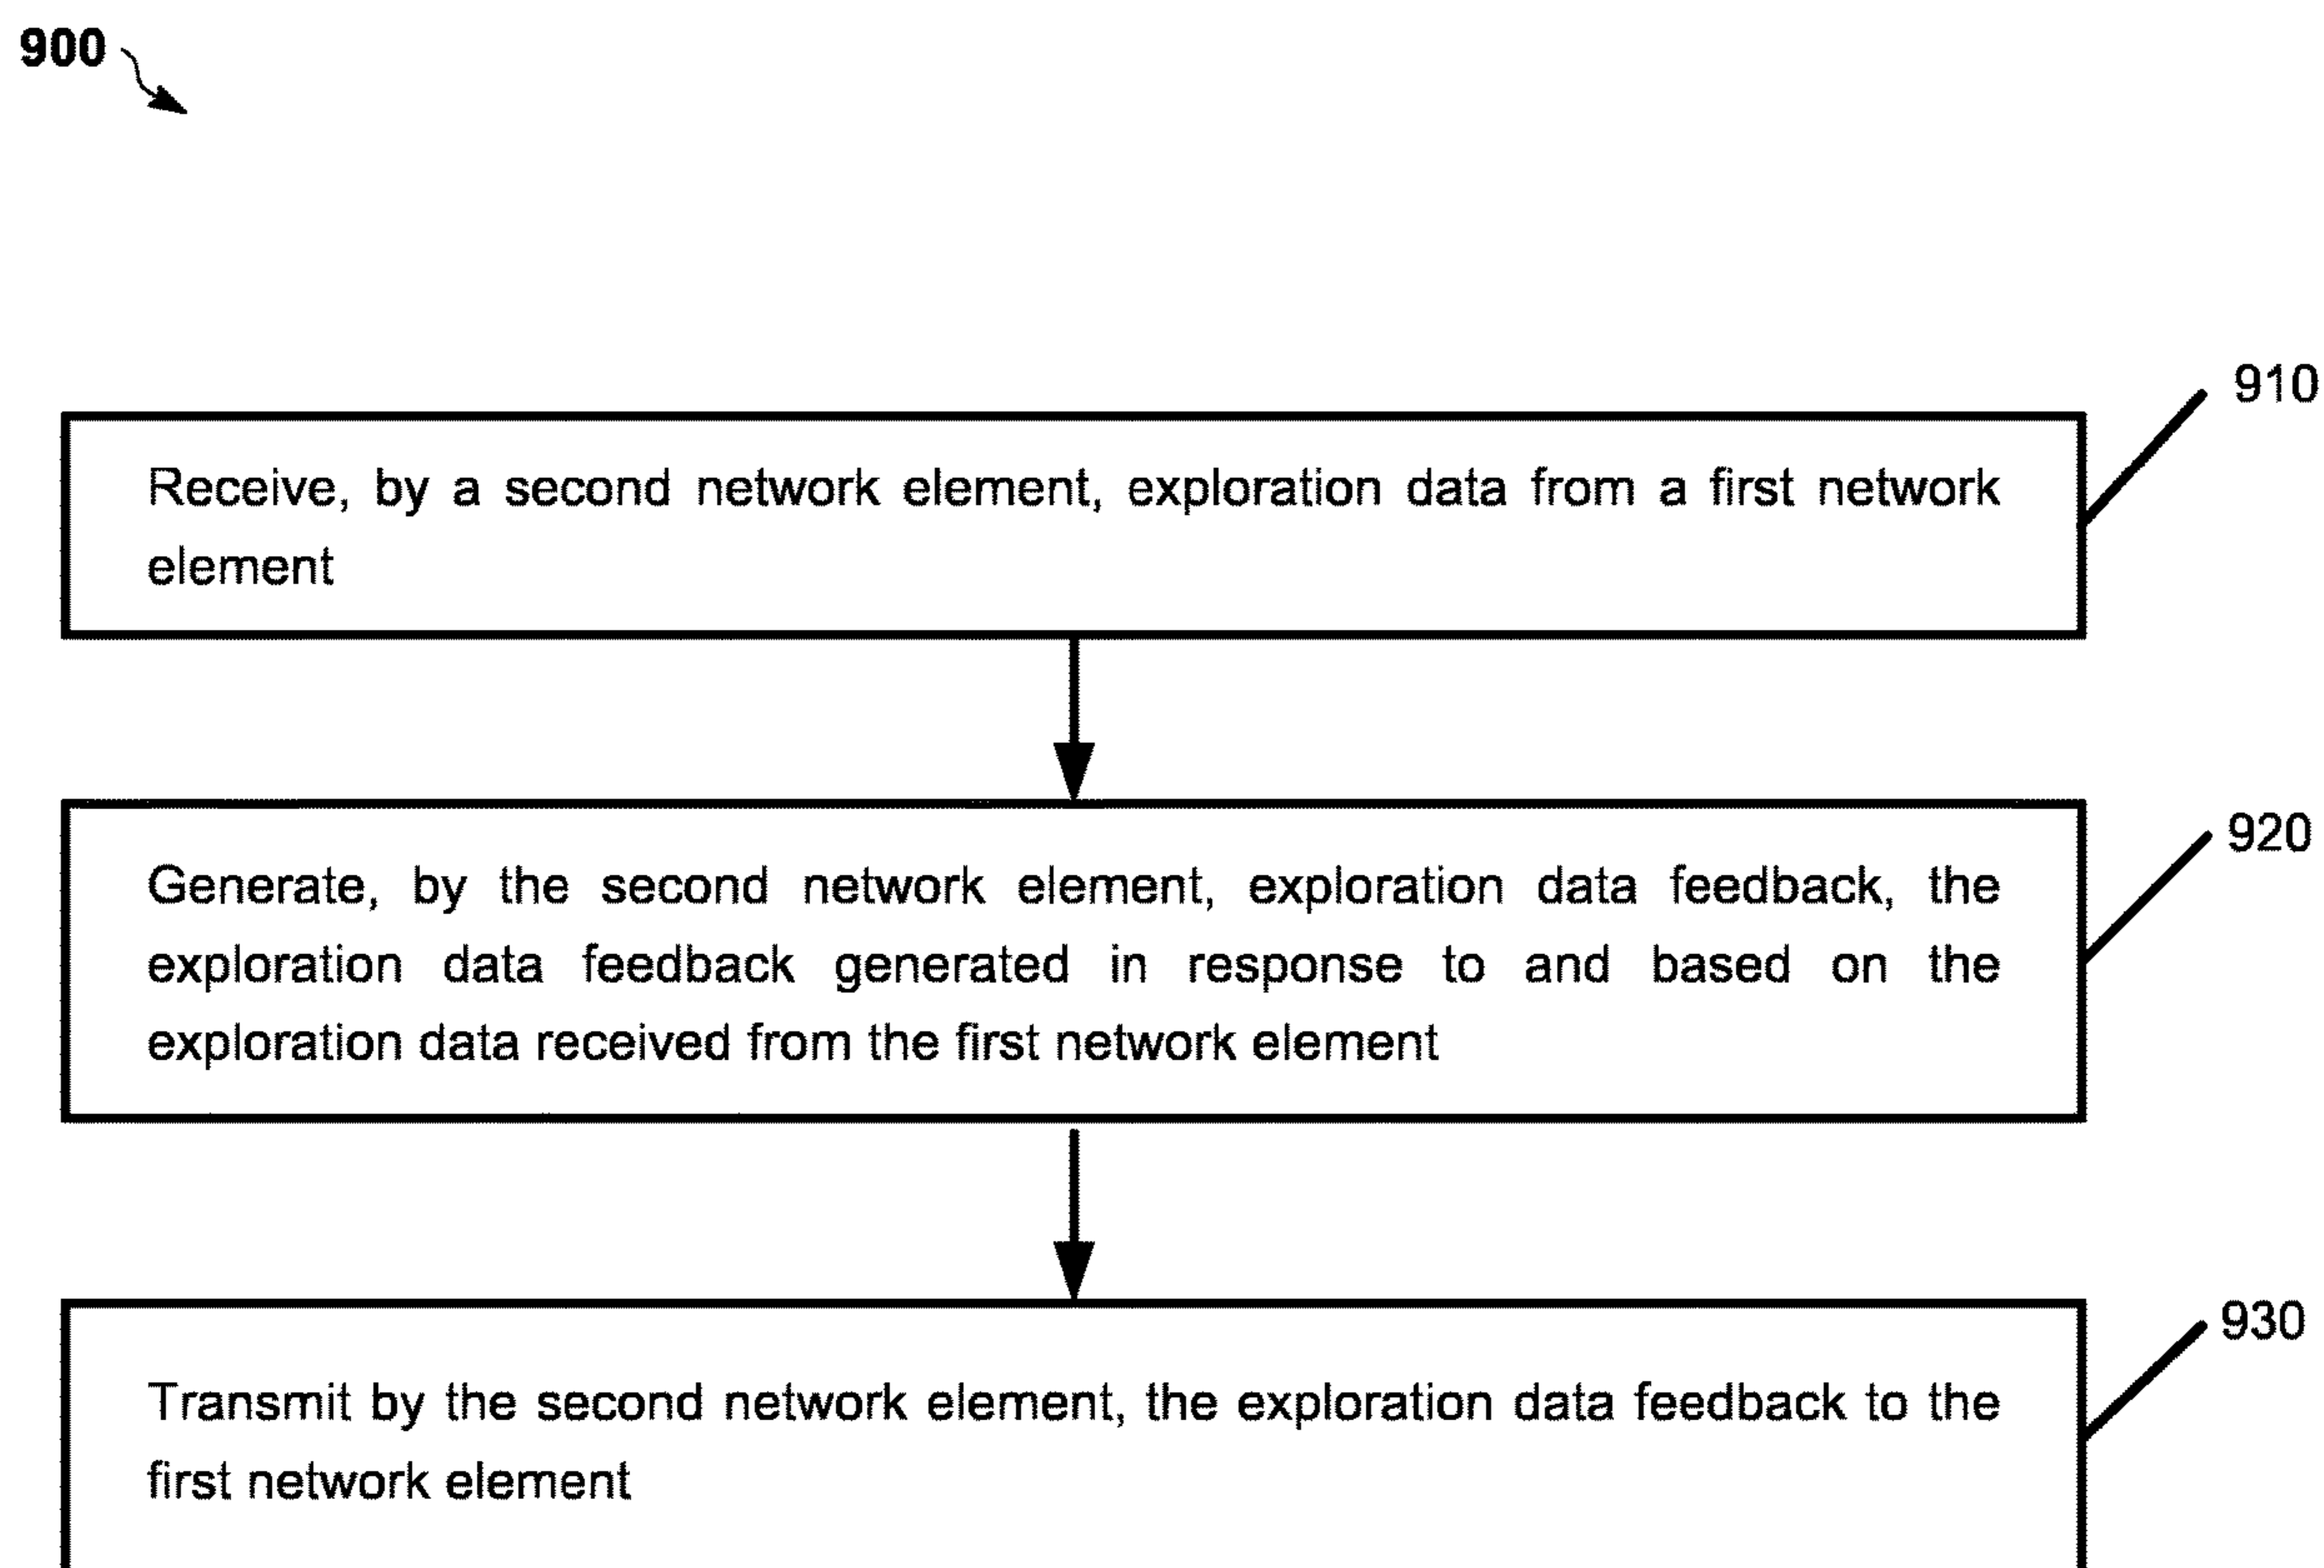 900
910
Receive, by a second network element, exploration data from a first network
element
920
Generate, by the second network element, exploration data feedback, the
exploration data feedback generated in response to and based on the
exploration data received from the first network element
930
Transmit by the second network element, the exploration data feedback to the
first network element